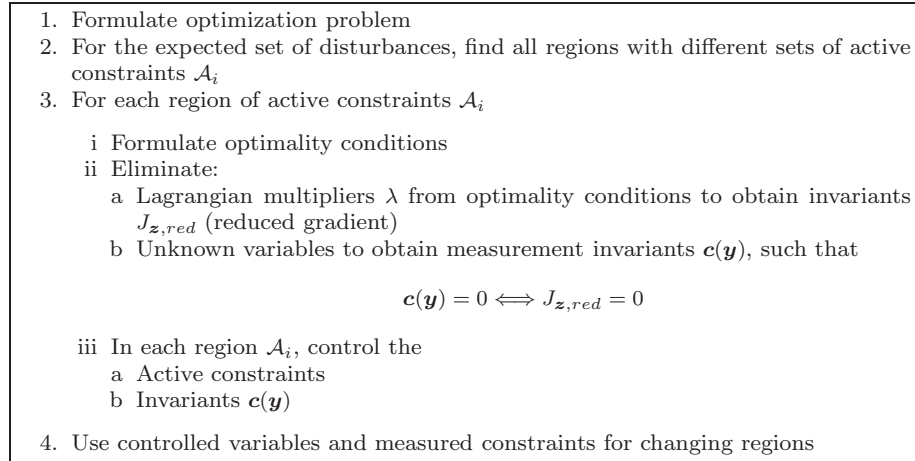 1. Formulate optimization problem
2. For the expected set of disturbances, find all regions with different sets of active
constraints 𝒜ᵢ
3. For each region of active constraints 𝒜ᵢ
i Formulate optimality conditions
ii Eliminate:
a Lagrangian multipliers λ from optimality conditions to obtain invariants
J_{z,red} (reduced gradient)
b Unknown variables to obtain measurement invariants c(y), such that
c(y) = 0 ⟺ J_{z,red} = 0
iii In each region 𝒜ᵢ, control the
a Active constraints
b Invariants c(y)
4. Use controlled variables and measured constraints for changing regions